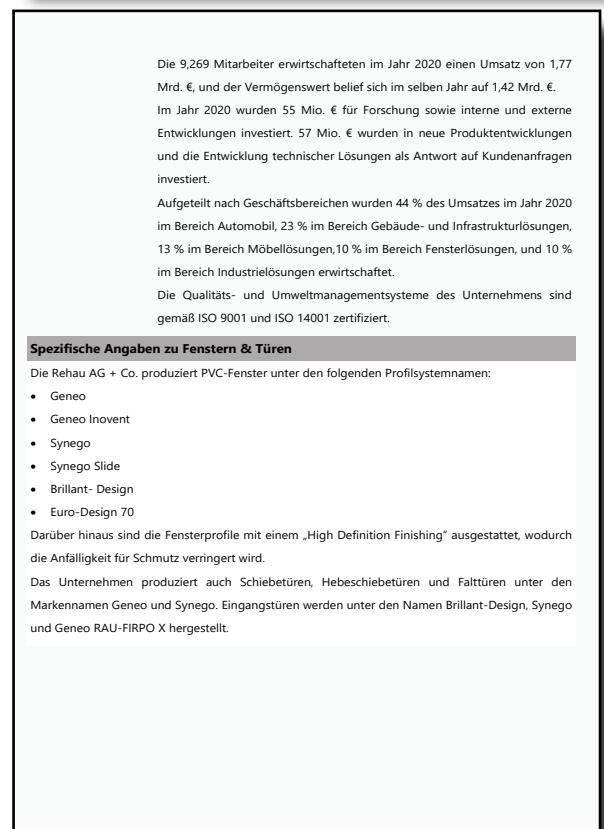 Die 9,269 Mitarbeiter erwirtschafteten im Jahr 2020 einen Umsatz von 1,77
Mrd. €, und der Vermögenswert belief sich im selben Jahr auf 1,42 Mrd. €.
Im Jahr 2020 wurden 55 Mio. € für Forschung sowie interne und externe
Entwicklungen investiert. 57 Mio. € wurden in neue Produktentwicklungen
und die Entwicklung technischer Lösungen als Antwort auf Kundenanfragen
investiert.
Aufgeteilt nach Geschäftsbereichen wurden 44 % des Umsatzes im Jahr 2020
im Bereich Automobil, 23 % im Bereich Gebäude- und Infrastrukturlösungen,
13 % im Bereich Möbellösungen,10 % im Bereich Fensterlösungen, und 10 %
im Bereich Industrielösungen erwirtschaftet.
Die Qualitäts- und Umweltmanagementsysteme des Unternehmens sind
gemäß ISO 9001 und ISO 14001 zertifiziert.
Spezifische Angaben zu Fenstern & Türen
Die Rehau AG + Co. produziert PVC-Fenster unter den folgenden Profilsystemnamen:
• Geneo
• Geneo Inovent
• Synego
• Synego Slide
• Brillant- Design
• Euro-Design 70
Darüber hinaus sind die Fensterprofile mit einem „High Definition Finishing" ausgestattet, wodurch
die Anfälligkeit für Schmutz verringert wird.
Das Unternehmen produziert auch Schiebetüren, Hebeschiebetüren und Falttüren unter den
Markennamen Geneo und Synego. Eingangstüren werden unter den Namen Brillant-Design, Synego
und Geneo RAU-FIRPO X hergestellt.